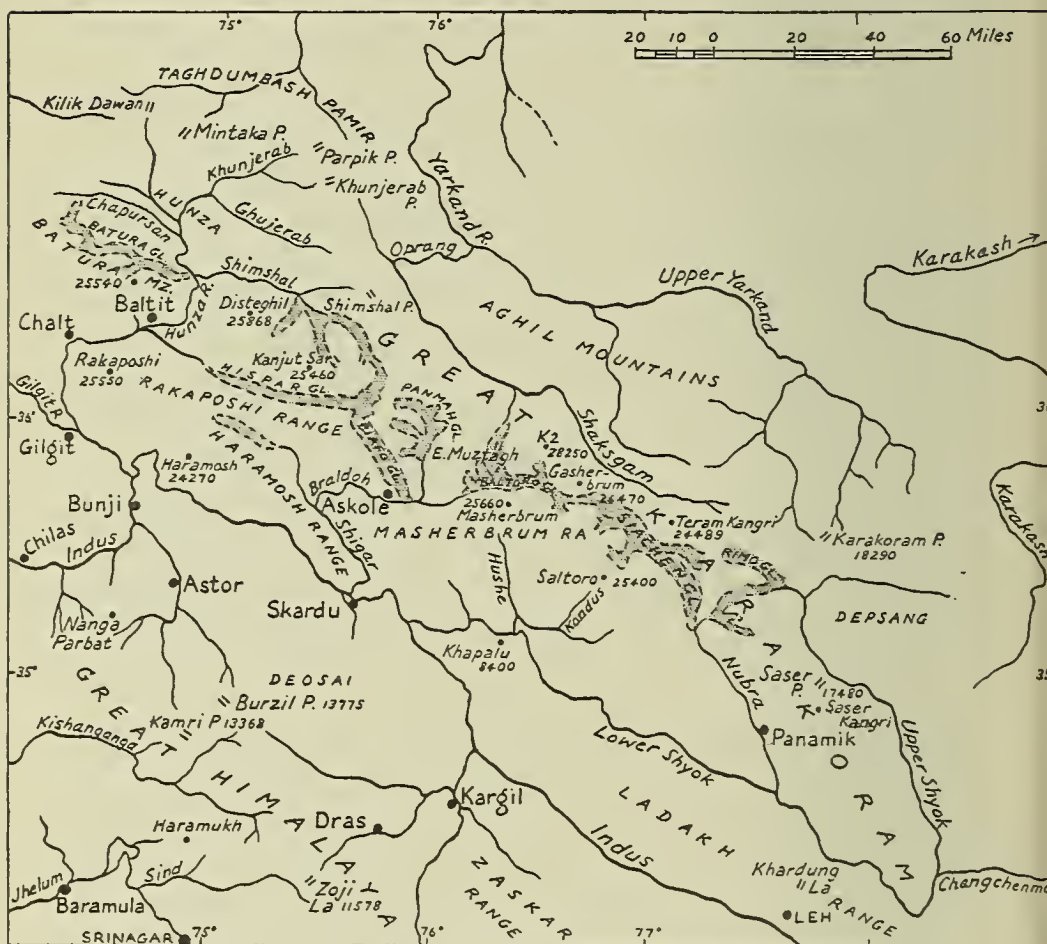 75°
76°
20 10 0 20 40 60 Miles
TAGHDUMBASH PAMIR
Kilik Dawan
Mintaka P.
Parpik P.
Khunjerab
Khunjerab P.
Yarkand R.
HUNZA
Chapursan
Ghujerab
BATURA GL.
BATURA MZ.
25540
Oprang
Karakash
Shimshal
Upper Yarkand
Disteghil
25868
Shimshal P.
Baltit
Hunza R.
Chalt
AGHIL MOUNTAINS
GREAT KARAKORAM
Kanjut Sar
25460
Rakaposhi
25550
HISPAR GL.
RAKAPOSHI RANGE
PANMAH GL.
Gilgit R.
36°
Gilgit
BIAFO GL.
K2
28250
Shaksgam
E. Muztagh
Haramosh
24270
HARAMOSH RANGE
Braldoh
Askole
BALTORO
Gasherbrum
26470
25660
Masherbrum
Karakash
Bunji
MASHERBRUM RA
Teram Kangri
24489
Karakoram P.
18290
Chilas
Indus
Shigar
SIACHEN GL.
RIMO GL.
Hushe
Saltoro
25400
Astor
Skardu
Kondus
DEPSANG
Nanga Parbat
Khapalu
8400
35°
35
DEOSAI
Nubra
Saser P.
17480
Saser Kangri
Burzil P. 13775
Kamri P 13368
Kishanganga
GREAT HIMALAYA
Panamik
Upper Shyok
Lower Shyok
Kargil
LADAKH RANGE
Indus
Haramukh
Dras
Khardung La
Jhelum
Sind
Zoji La 11578
ZASKAR RANGE
Changchenmo
Baramula
LEH
SRINAGAR
75°
76°
77°